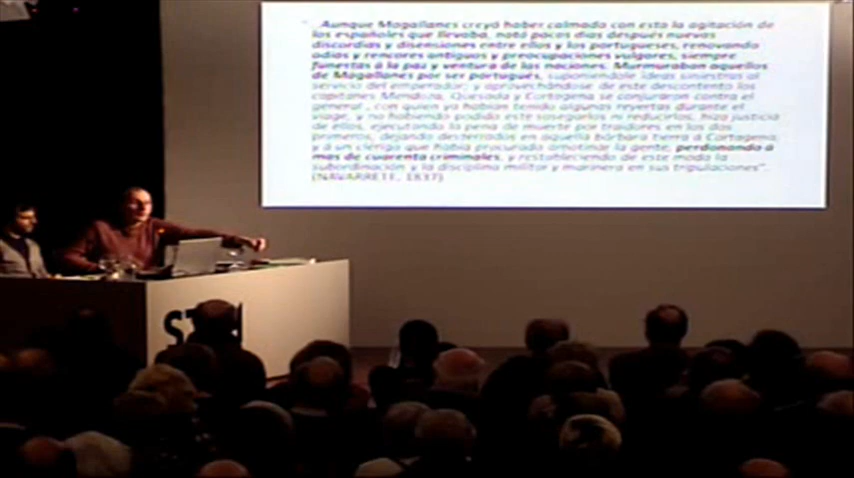 "Aunque Magallanes creyó haber calmado con esto la agitación de
los españoles que llevaba, notó pocos días después nuevas
discordias y disensiones entre ellos y los portugueses, renovando
odios y rencores antiguos y preocupaciones vulgares, siempre
funestas á la paz y ventura de las naciones. Murmuraban aquellos
de Magallanes por ser portugués, suponiéndole ideas siniestras al
servicio del emperador; y aprovechándose de este descontento los
capitanes Mendoza, Quesada y Cartagena se conjuraron contra el
general, con quien ya habían tenido algunas reyertas durante el
viage, y no habiendo podido este sosegarlos ni reducirlos, hizo justicia
de ellos, ejecutando la pena de muerte por traidores en los dos
primeros, dejando desterrados en aquella bárbara tierra á Cartagena,
y á un clérigo que había procurado amotinar la gente, perdonando á
mas de cuarenta criminales, y restableciendo de este modo la
subordinación y la disciplina militar y marinera en sus tripulaciones".
(NAVARRETE, 1837)